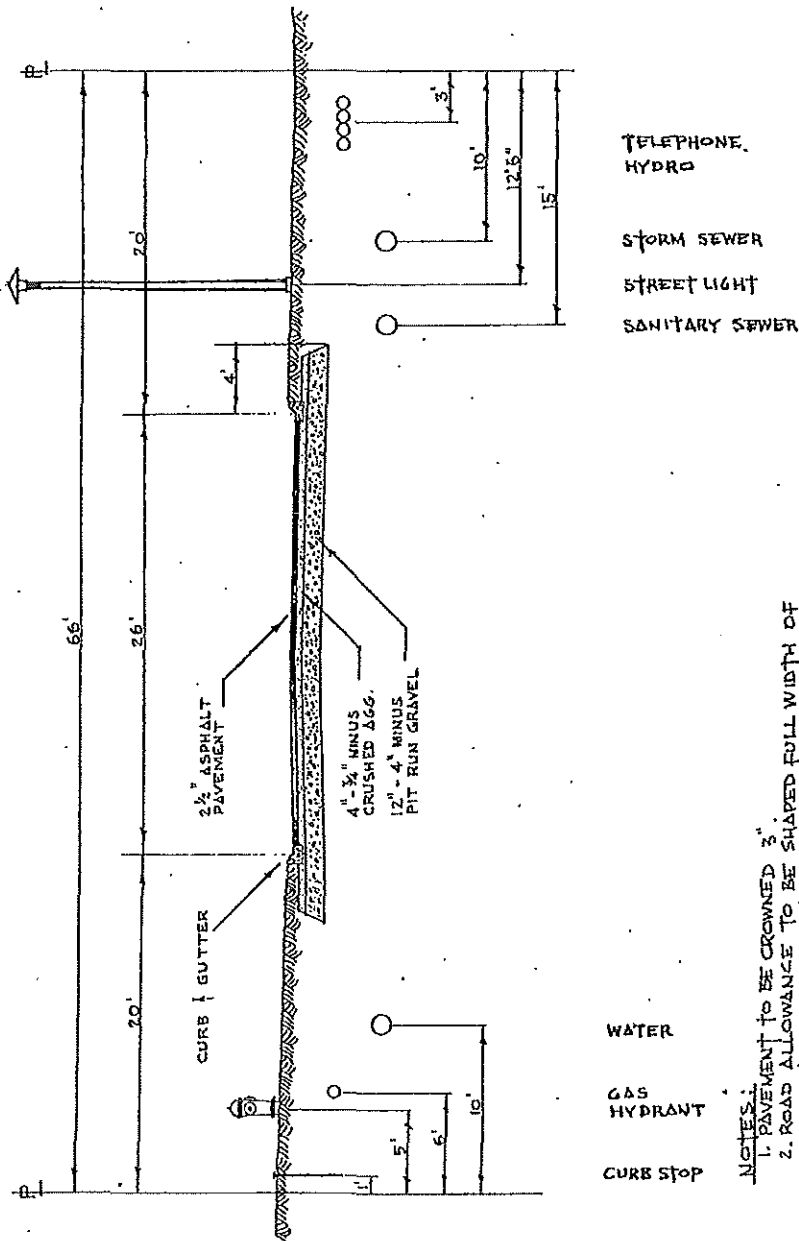 66'
20'
26'
20'
4'
CURB & GUTTER
2½" ASPHALT
PAVEMENT
4" - ¾" MINUS
CRUSHED AGG.
12" - 4" MINUS
PIT RUN GRAVEL
1'
5'
6'
10'
3'
10'
12'5"
15'
TELEPHONE.
HYDRO
STORM SEWER
STREET LIGHT
SANITARY SEWER
WATER
GAS
HYDRANT
CURB STOP
NOTES:
1. PAVEMENT TO BE CROWNED 3".
2. ROAD ALLOWANCE TO BE SHAPED FULL WIDTH OF